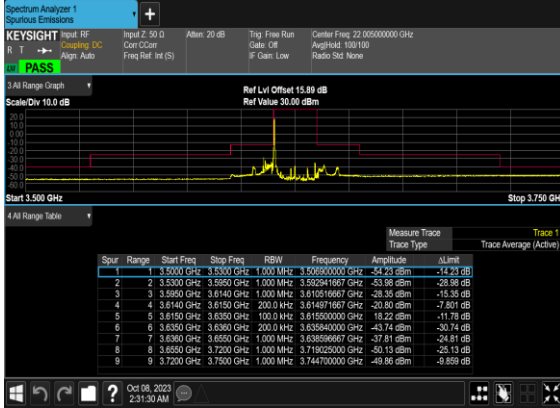 Spectrum Analyzer 1
Spurious Emissions
+
KEYSIGHT Input: RF Input Z: 50 Ω Atten: 20 dB Trig: Free Run Center Freq: 22.005000000 GHz
R T Coupling: DC Corr CCorr Gate: Off Avg|Hold: 100/100
Align: Auto Freq Ref: Int (S) IF Gain: Low Radio Std: None
LXI PASS
3 All Range Graph
Ref Lvl Offset 15.89 dB
Scale/Div 10.0 dB Ref Value 30.00 dBm
20.0
10.0
0.00
-10.0
-20.0
-30.0
-40.0
-50.0
-60.0
Start 3.500 GHz Stop 3.750 GH
4 All Range Table
Measure Trace Trace 1
Trace Type Trace Average (Active)
Spur Range Start Freq Stop Freq RBW Frequency Amplitude ΔLimit
1 1 3.5000 GHz 3.5300 GHz 1.000 MHz 3.506900000 GHz -54.23 dBm -14.23 dB
2 2 3.5300 GHz 3.5950 GHz 1.000 MHz 3.592941667 GHz -53.98 dBm -28.98 dB
3 3 3.5950 GHz 3.6140 GHz 1.000 MHz 3.610516667 GHz -28.35 dBm -15.35 dB
4 4 3.6140 GHz 3.6150 GHz 200.0 kHz 3.614971667 GHz -20.80 dBm -7.801 dB
5 5 3.6150 GHz 3.6350 GHz 100.0 kHz 3.615500000 GHz 18.22 dBm -11.78 dB
6 6 3.6350 GHz 3.6360 GHz 200.0 kHz 3.635840000 GHz -43.74 dBm -30.74 dB
7 7 3.6360 GHz 3.6550 GHz 1.000 MHz 3.638596667 GHz -37.81 dBm -24.81 dB
8 8 3.6550 GHz 3.7200 GHz 1.000 MHz 3.719025000 GHz -50.13 dBm -25.13 dB
9 9 3.7200 GHz 3.7500 GHz 1.000 MHz 3.744700000 GHz -49.86 dBm -9.859 dB
? Oct 08, 2023
2:31:30 AM